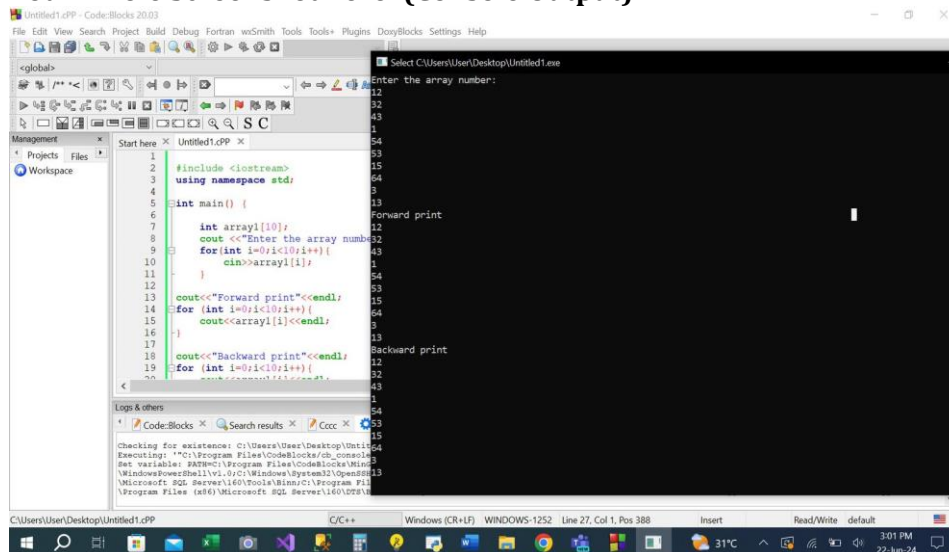 Untitled1.cPP - Code::Blocks 20.03
File Edit View Search Project Build Debug Fortran wxSmith Tools Tools+ Plugins DoxyBlocks Settings Help
<global>
S C
Management
Projects Files
Workspace
Start here Untitled1.cPP
1
2 #include <iostream>
3 using namespace std;
4
5 int main() {
6
7 int array1[10];
8 cout <<"Enter the array numbe
9 for(int i=0;i<10;i++){
10 cin>>array1[i];
11 }
12
13 cout<<"Forward print"<<endl;
14 for (int i=0;i<10;i++){
15 cout<<array1[i]<<endl;
16 }
17
18 cout<<"Backward print"<<endl;
19 for (int i=0;i<10;i++){
Logs & others
Code::Blocks Search results Cccc
Checking for existence: C:\Users\User\Desktop\Untit
Executing: '"C:\Program Files\CodeBlocks/cb_console
Set variable: PATH=C:\Program Files\CodeBlocks\MinG
\WindowsPowerShell\v1.0;C:\Windows\System32\OpenSSH
\Microsoft SQL Server\160\Tools\Binn;C:\Program Fil
\Program Files (x86)\Microsoft SQL Server\160\DTS\B
Select C:\Users\User\Desktop\Untitled1.exe
Enter the array number:
12
32
43
1
54
53
15
64
3
13
Forward print
12
32
43
1
54
53
15
64
3
13
Backward print
12
32
43
1
54
53
15
64
3
13
C:\Users\User\Desktop\Untitled1.cPP C/C++ Windows (CR+LF) WINDOWS-1252 Line 27, Col 1, Pos 388 Insert Read/Write default
31°C 3:01 PM
22-Jun-24